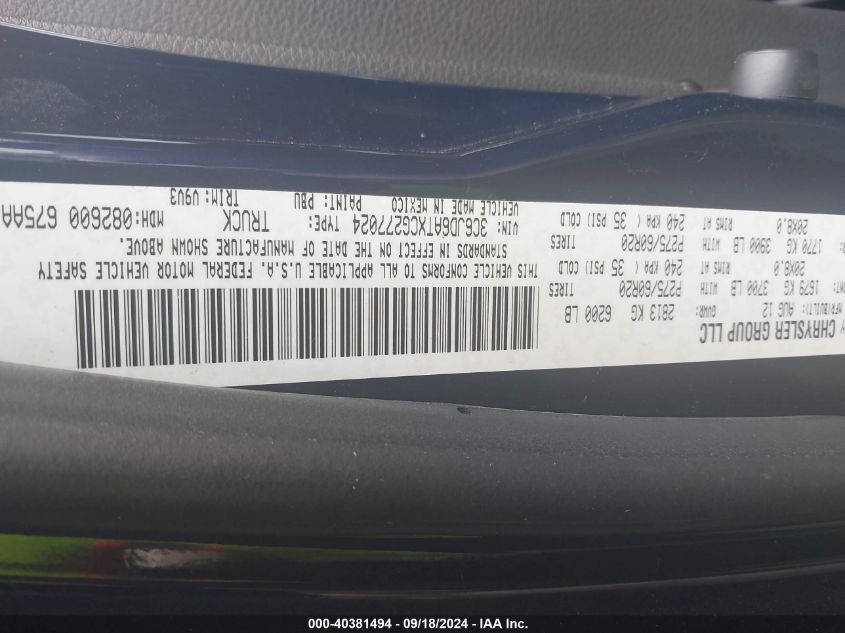 Y CHRYSLER GROUP LLC
MFR/BUILT: AUG 12 GVWR: 2813 KG 6200 LB
NT: 1679 KG 3700 LB WITH P275/60R20 TIRES
20X8.0 RIMS AT 240 KPA ( 35 PSI) COLD
R: 1770 KG 3900 LB WITH P275/60R20 TIRES
20X8.0 RIMS AT 240 KPA ( 35 PSI) COLD
THIS VEHICLE CONFORMS TO ALL APPLICABLE U.S.A. FEDERAL MOTOR VEHICLE SAFETY
STANDARDS IN EFFECT ON THE DATE OF MANUFACTURE SHOWN ABOVE.
VIN: 3C6JD6ATXCG277024 TYPE: TRUCK MDH: 082600 675AA
VEHICLE MADE IN MEXICO PAINT: PBU TRIM: V9V3
000-40381494 - 09/18/2024 - IAA Inc.